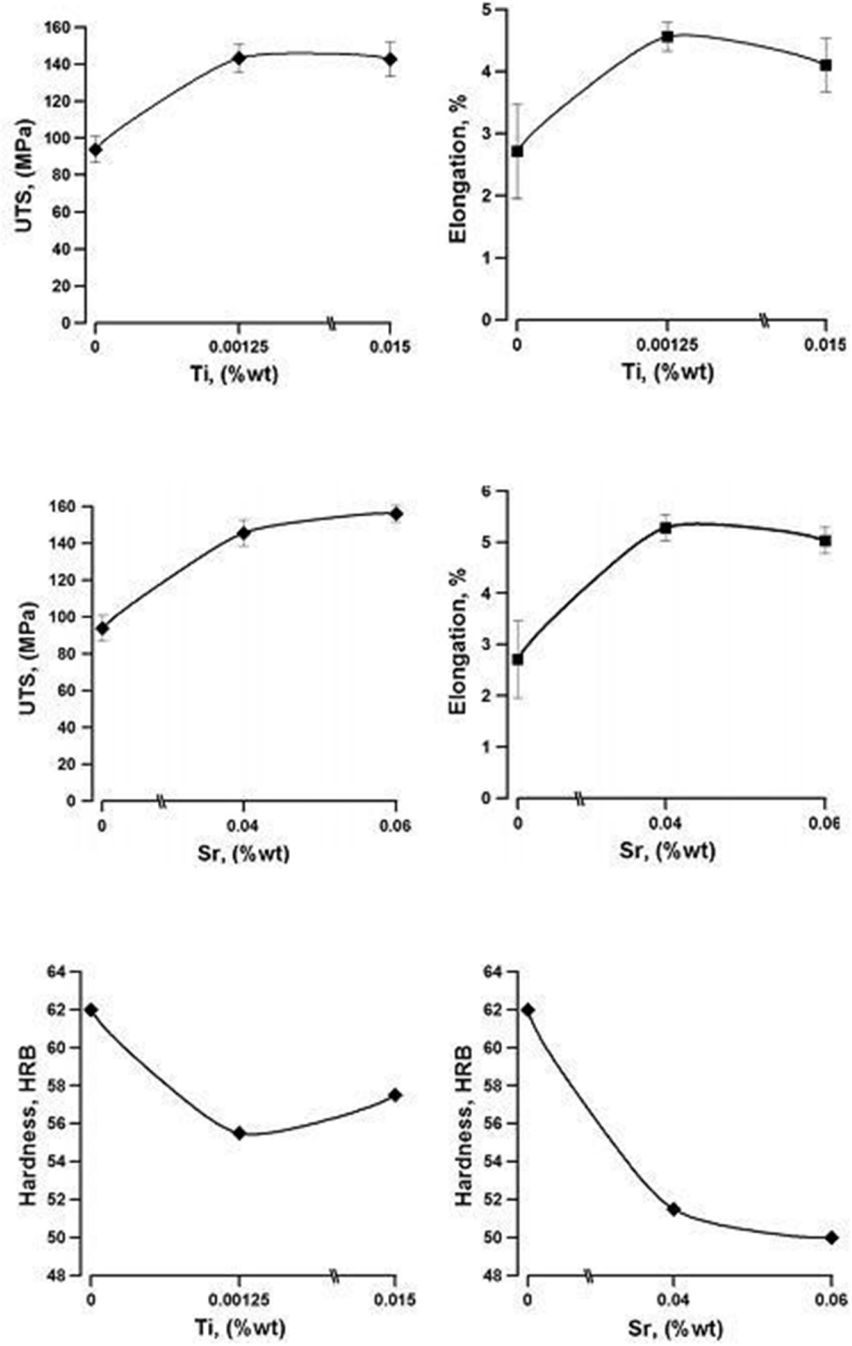 UTS, (MPa)
160
140
120
100
80
60
40
20
0
0 0.00125 0.015
Ti, (%wt)
Elongation, %
5
4
3
2
1
0
0 0.00125 0.015
Ti, (%wt)
UTS, (MPa)
160
140
120
100
80
60
40
20
0
0 0.04 0.06
Sr, (%wt)
Elongation, %
6
5
4
3
2
1
0
0 0.04 0.06
Sr, (%wt)
Hardness, HRB
64
62
60
58
56
54
52
50
48
0 0.00125 0.015
Ti, (%wt)
Hardness, HRB
64
62
60
58
56
54
52
50
48
0 0.04 0.06
Sr, (%wt)